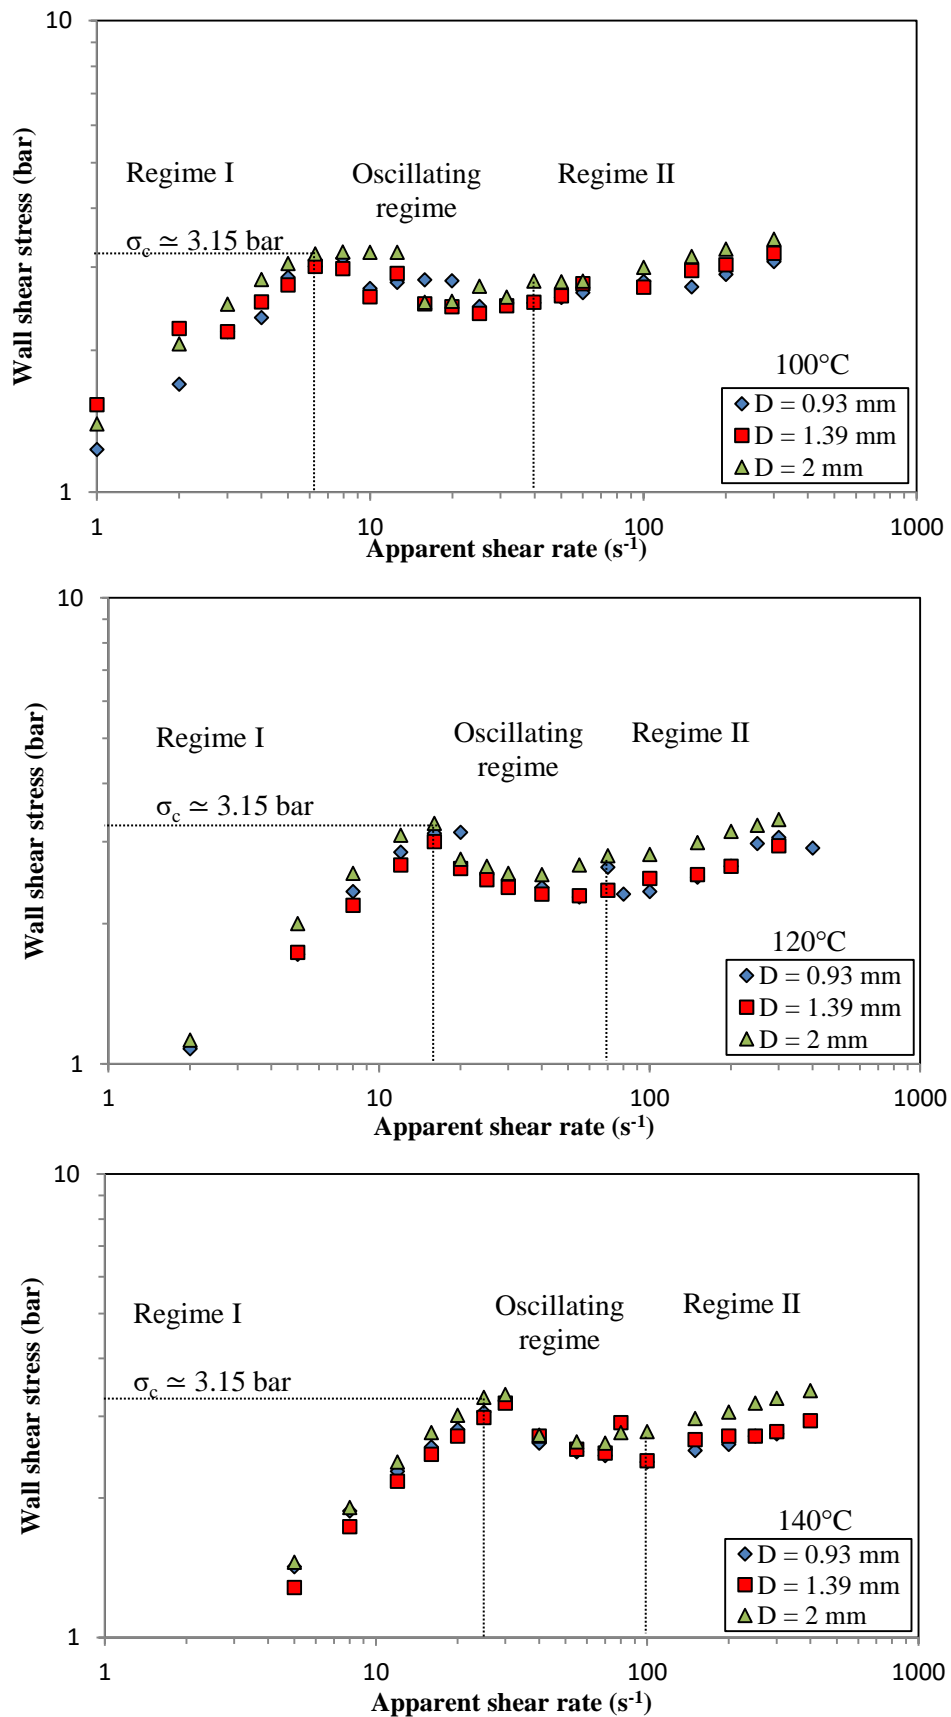 10
Wall shear stress (bar)
Regime I
Oscillating
regime
Regime II
σc ≃ 3.15 bar
100°C
D = 0.93 mm
D = 1.39 mm
D = 2 mm
1
1
10
100
1000
Apparent shear rate (s-1)
10
Wall shear stress (bar)
Regime I
Oscillating
regime
Regime II
σc ≃ 3.15 bar
120°C
D = 0.93 mm
D = 1.39 mm
D = 2 mm
1
1
10
100
1000
Apparent shear rate (s-1)
10
Wall shear stress (bar)
Regime I
Oscillating
regime
Regime II
σc ≃ 3.15 bar
140°C
D = 0.93 mm
D = 1.39 mm
D = 2 mm
1
1
10
100
1000
Apparent shear rate (s-1)